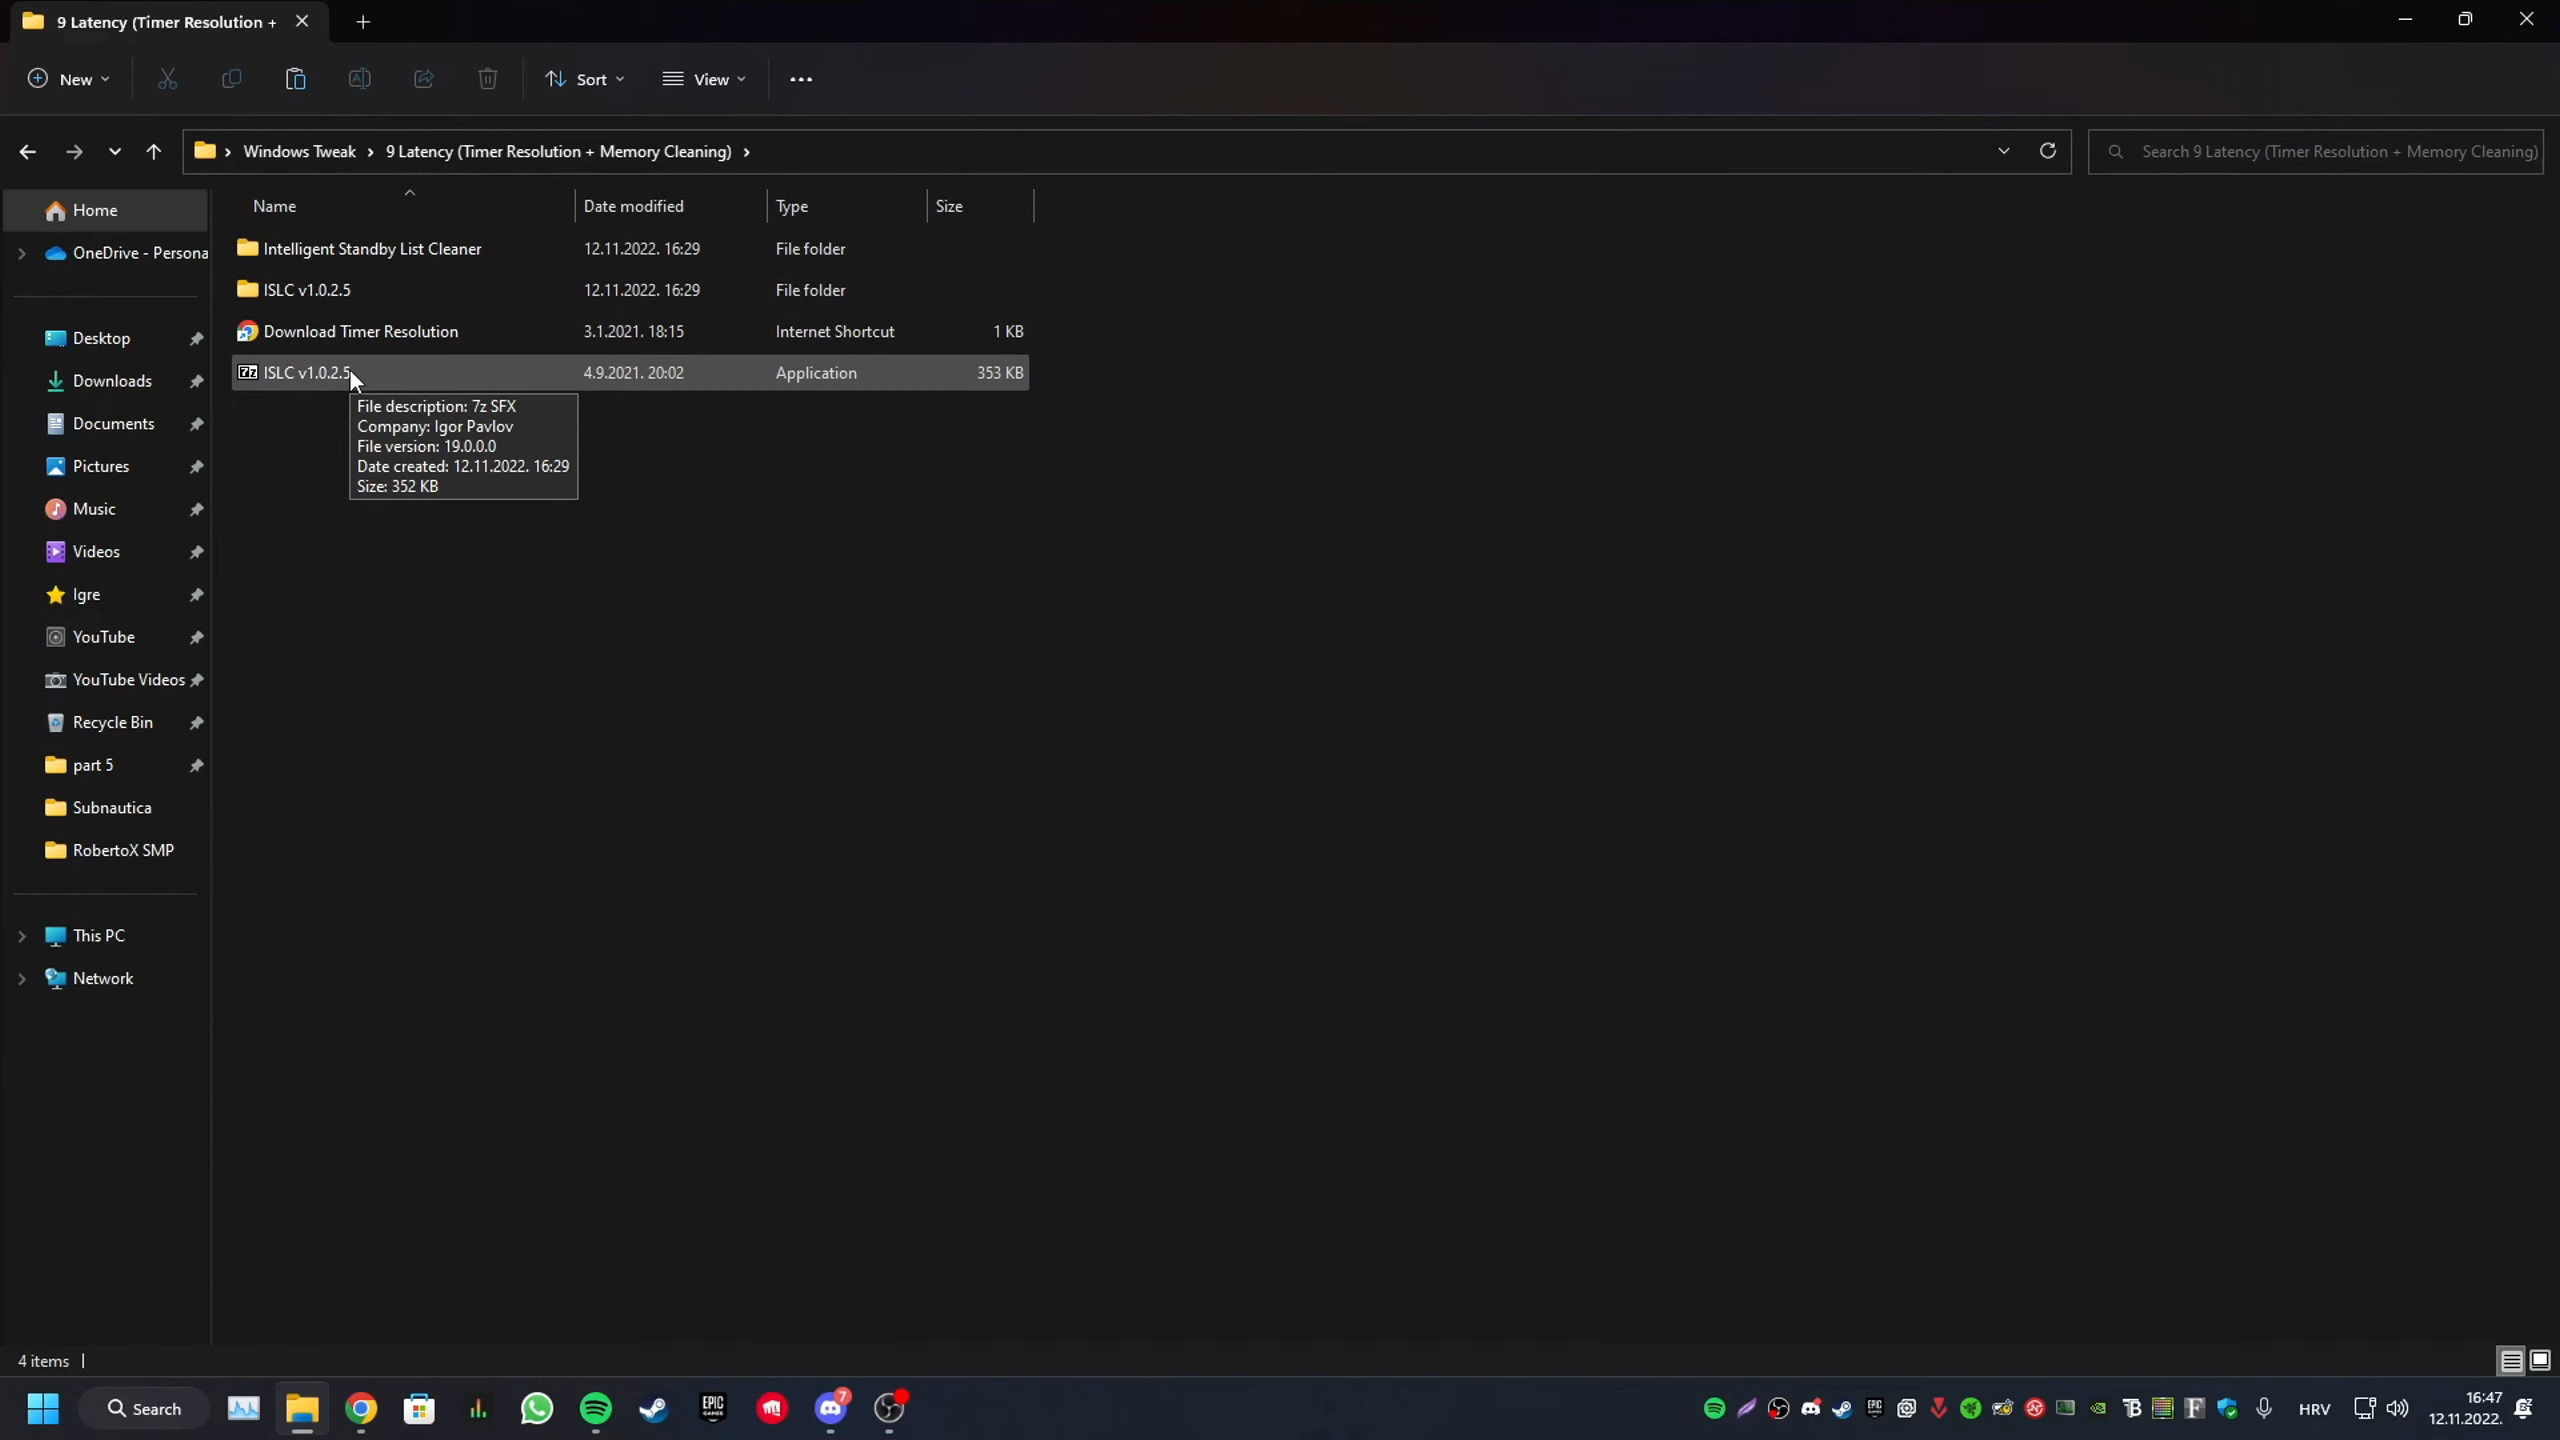 9 Latency (Timer Resolution +
New
Sort
View
Windows Tweak
9 Latency (Timer Resolution + Memory Cleaning)
Search 9 Latency (Timer Resolution + Memory Cleaning)
Name
Date modified
Type
Size
Intelligent Standby List Cleaner
12.11.2022. 16:29
File folder
ISLC v1.0.2.5
12.11.2022. 16:29
File folder
Download Timer Resolution
3.1.2021. 18:15
Internet Shortcut
1 KB
7z
ISLC v1.0.2.5
4.9.2021. 20:02
Application
353 KB
File description: 7z SFX
Company: Igor Pavlov
File version: 19.0.0.0
Date created: 12.11.2022. 16:29
Size: 352 KB
Home
OneDrive - Persona
Desktop
Downloads
Documents
Pictures
Music
Videos
Igre
YouTube
YouTube Videos
Recycle Bin
part 5
Subnautica
RobertoX SMP
This PC
Network
4 items
Search
EPIC
GAMES
7
HRV
16:47
12.11.2022.